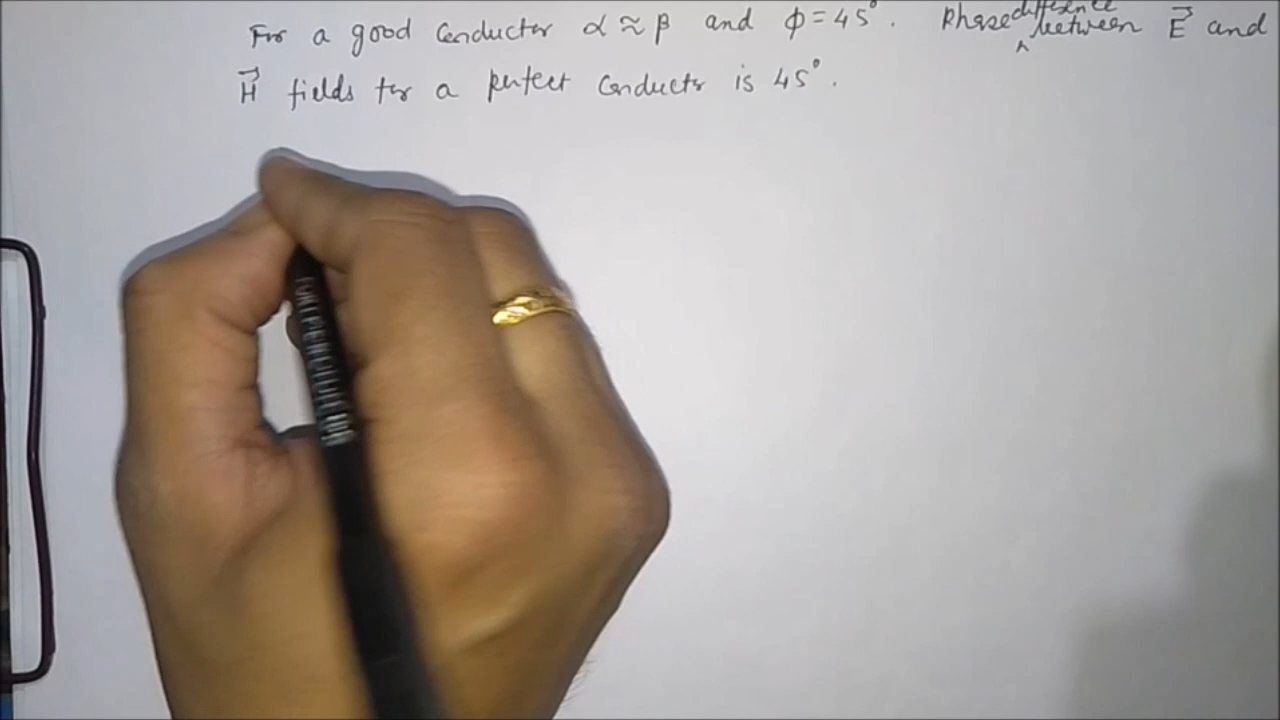 For a good conductor α ≈ β and φ = 45°. Phase difference between E⃗ and
H⃗ fields for a perfect conductor is 45°.